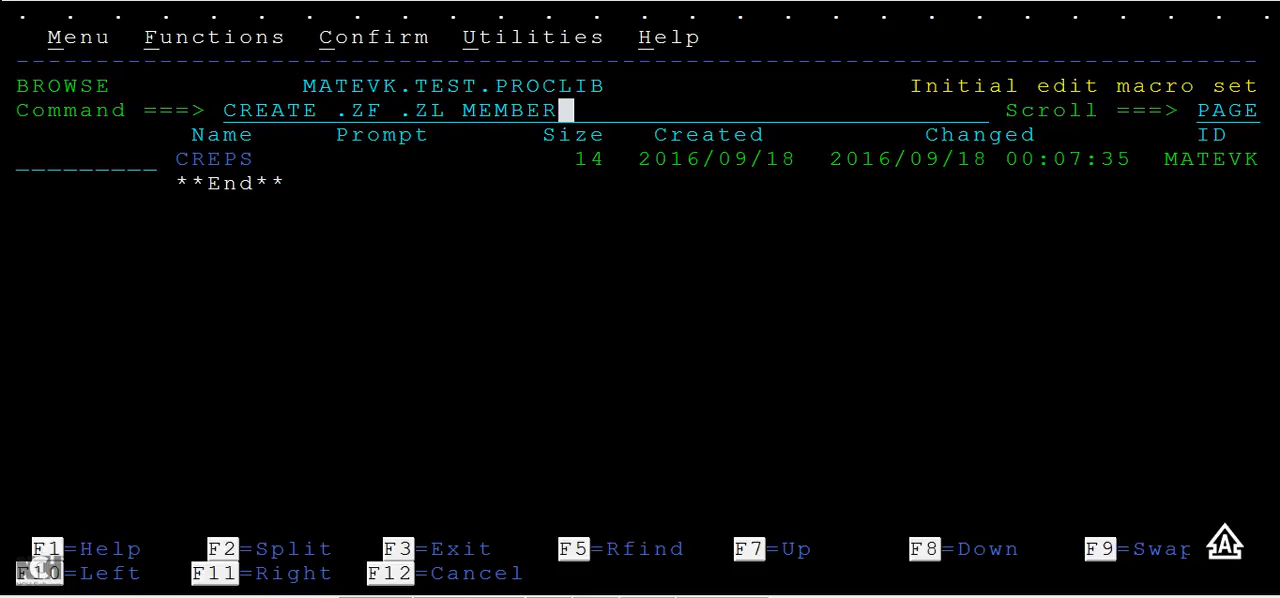 Menu Functions Confirm Utilities Help
BROWSE MATEVK.TEST.PROCLIB Initial edit macro set
Command ===> CREATE .ZF .ZL MEMBER Scroll ===> PAGE
Name Prompt Size Created Changed ID
_________ CREPS 14 2016/09/18 2016/09/18 00:07:35 MATEVK
**End**
F1=Help F2=Split F3=Exit F5=Rfind F7=Up F8=Down F9=Swap
F10=Left F11=Right F12=Cancel